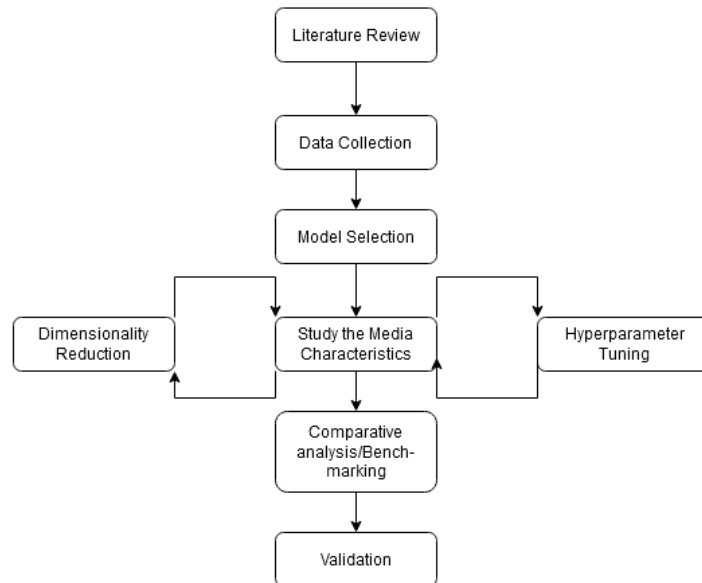 Literature Review
Data Collection
Model Selection
Dimensionality
Reduction
Study the Media
Characteristics
Hyperparameter
Tuning
Comparative
analysis/Bench-
marking
Validation